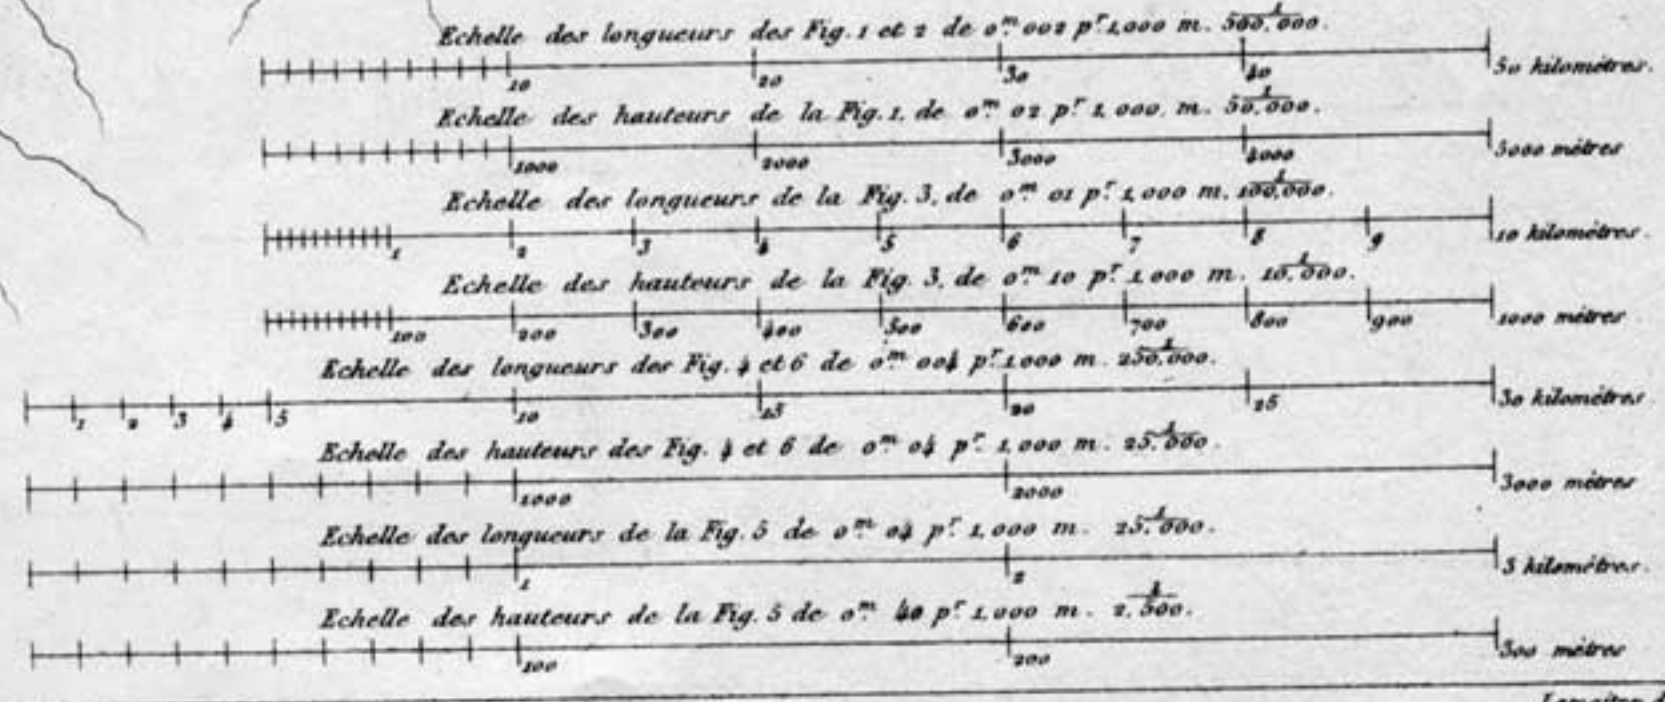 Echelle des longueurs des Fig. 1 et 2 de 0m. 002 pr. 1,000 m. 1/500,000.
10 20 30 40 50 kilomètres.
Echelle des hauteurs de la Fig. 1. de 0m. 02 pr. 1,000. m. 1/50,000.
1000 2000 3000 4000 5000 mètres
Echelle des longueurs de la Fig. 3, de 0m. 01 pr. 1,000 m. 1/100,000.
1 2 3 4 5 6 7 8 9 10 kilomètres.
Echelle des hauteurs de la Fig. 3, de 0m. 10 pr. 1,000 m. 1/10,000.
100 200 300 400 500 600 700 800 900 1000 mètres
Echelle des longueurs des Fig. 4 et 6 de 0m. 004 pr. 1,000 m. 1/250,000.
1 2 3 4 5 10 15 20 25 30 kilomètres
Echelle des hauteurs des Fig. 4 et 6 de 0m. 04 pr. 1,000 m. 1/25,000.
1000 2000 3000 mètres
Echelle des longueurs de la Fig. 5 de 0m. 04 pr. 1,000 m. 1/25,000.
1 2 3 kilomètres.
Echelle des hauteurs de la Fig. 5 de 0m. 40 pr. 1,000 m. 1/2,500.
100 200 300 mètres